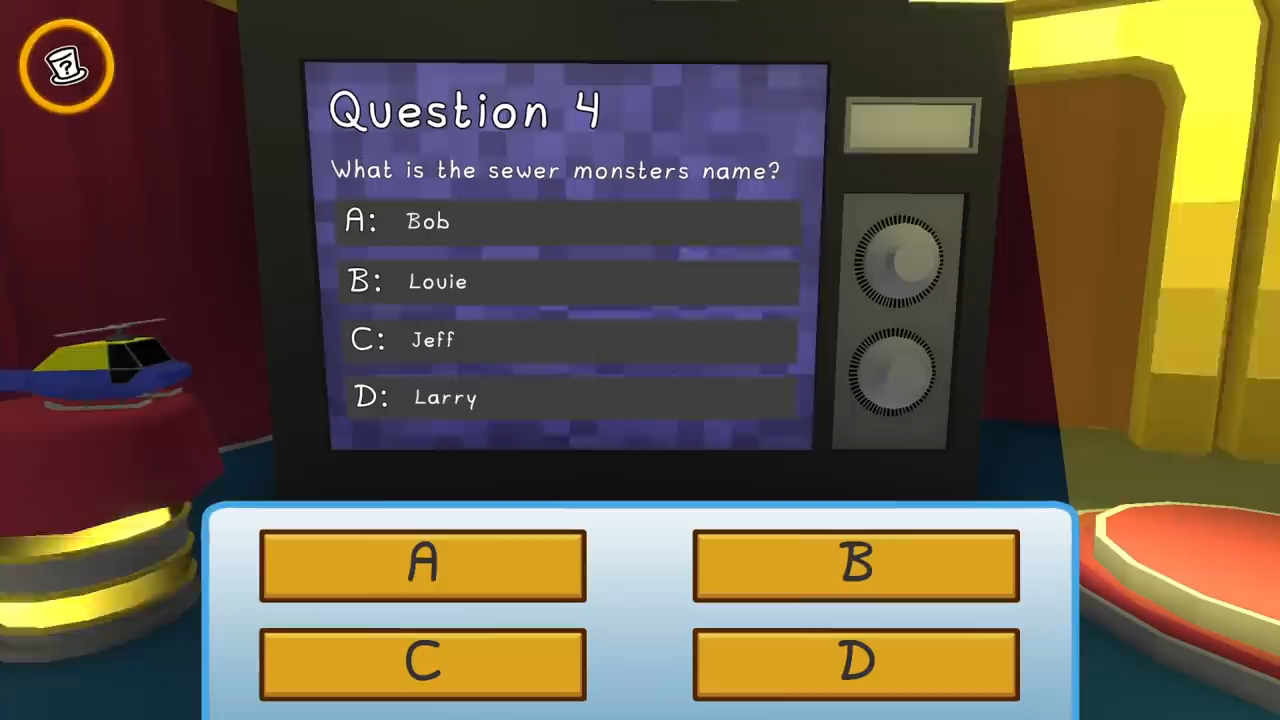 ?
Question 4
What is the sewer monsters name?
A: Bob
B: Louie
C: Jeff
D: Larry
A
B
C
D